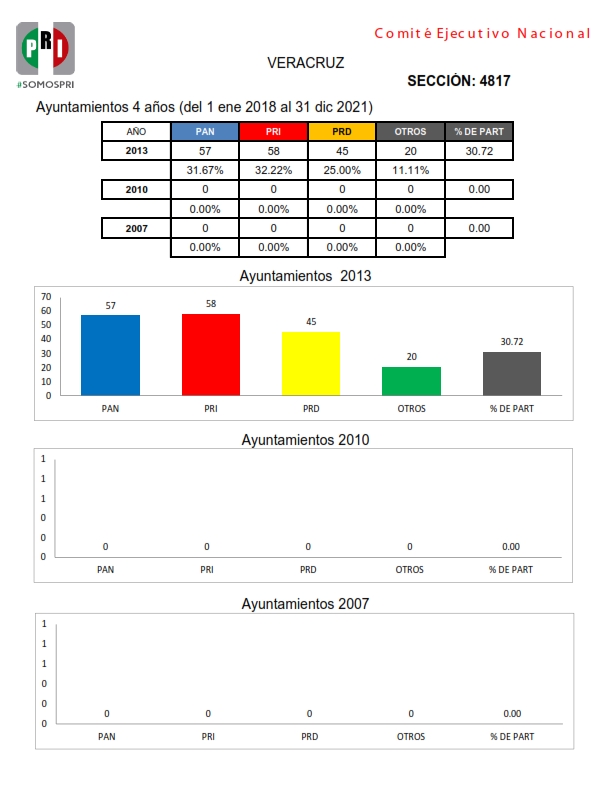 PRI
#SOMOSPRI
Comité Ejecutivo Nacional
VERACRUZ
SECCIÓN: 4817
Ayuntamientos 4 años (del 1 ene 2018 al 31 dic 2021)
AÑO PAN PRI PRD OTROS % DE PART
2013 57 58 45 20 30.72
31.67% 32.22% 25.00% 11.11%
2010 0 0 0 0 0.00
0.00% 0.00% 0.00% 0.00%
2007 0 0 0 0 0.00
0.00% 0.00% 0.00% 0.00%
Ayuntamientos 2013
70
60
50
40
30
20
10
0
57 58 45 20 30.72
PAN PRI PRD OTROS % DE PART
Ayuntamientos 2010
1
1
1
0
0
0
0 0 0 0 0.00
PAN PRI PRD OTROS % DE PART
Ayuntamientos 2007
1
1
1
0
0
0
0 0 0 0 0.00
PAN PRI PRD OTROS % DE PART